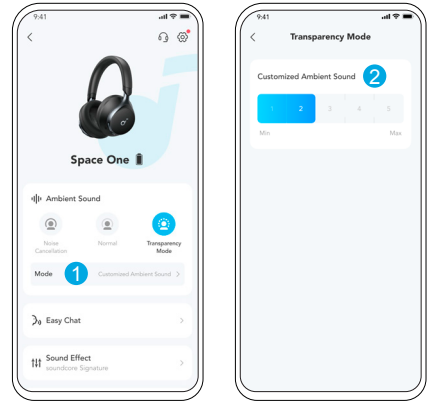 9:41
Space One
Ambient Sound
Noise
Cancellation
Normal
Transparency
Mode
Mode
1
Customized Ambient Sound
Easy Chat
Sound Effect
soundcore Signature
9:41
Transparency Mode
Customized Ambient Sound
2
1 2 3 4 5
Min Max